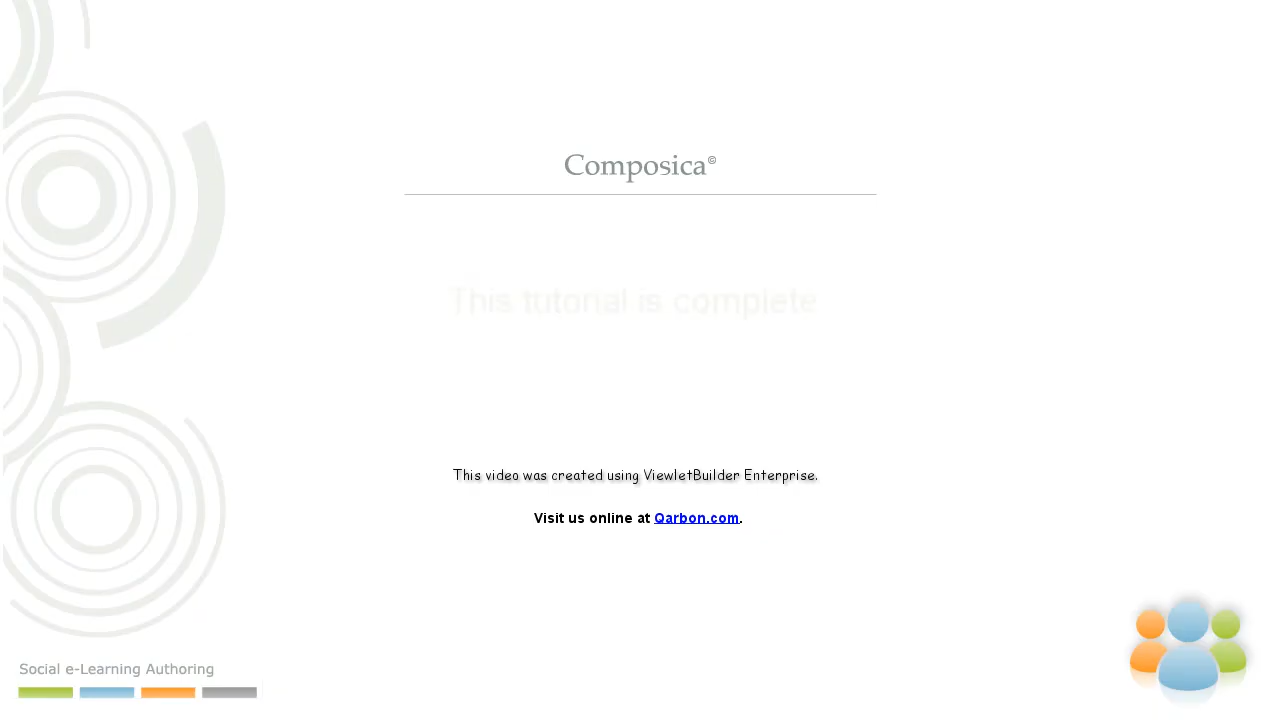 Composica©
This tutorial is complete
This video was created using ViewletBuilder Enterprise.
Visit us online at Qarbon.com.
Social e-Learning Authoring